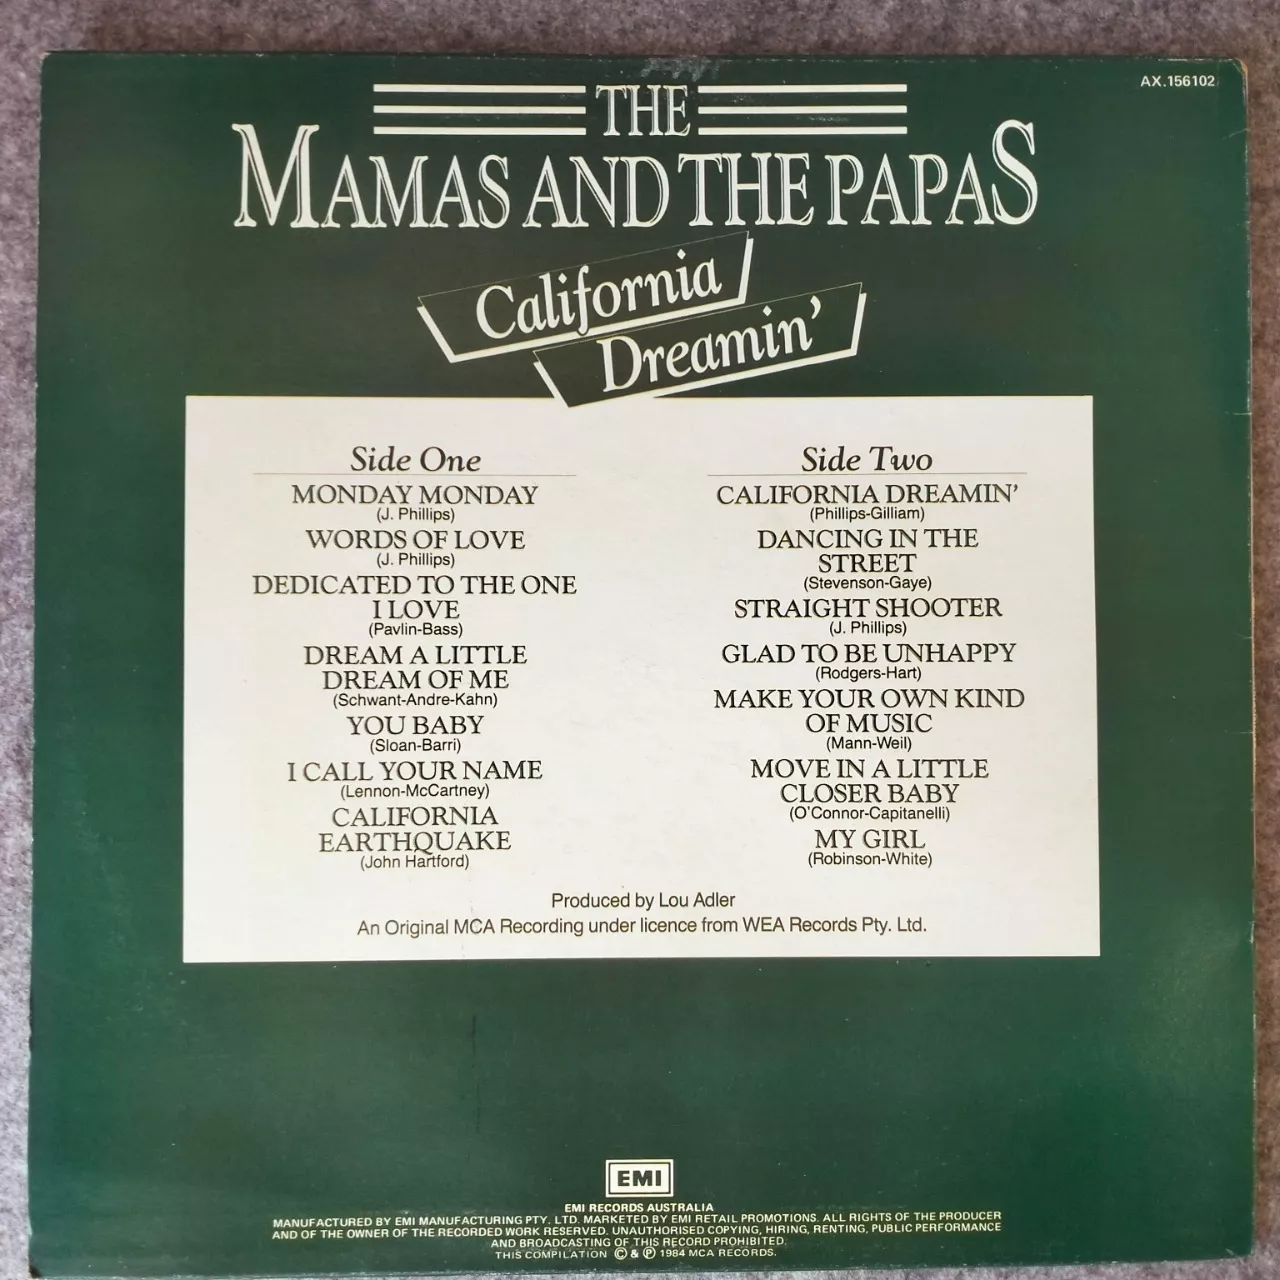 AX.156102
THE
MAMAS AND THE PAPAS
California
Dreamin'
Side One
MONDAY MONDAY
(J. Phillips)
WORDS OF LOVE
(J. Phillips)
DEDICATED TO THE ONE
I LOVE
(Pavlin-Bass)
DREAM A LITTLE
DREAM OF ME
(Schwant-Andre-Kahn)
YOU BABY
(Sloan-Barri)
I CALL YOUR NAME
(Lennon-McCartney)
CALIFORNIA
EARTHQUAKE
(John Hartford)
Side Two
CALIFORNIA DREAMIN'
(Phillips-Gilliam)
DANCING IN THE
STREET
(Stevenson-Gaye)
STRAIGHT SHOOTER
(J. Phillips)
GLAD TO BE UNHAPPY
(Rodgers-Hart)
MAKE YOUR OWN KIND
OF MUSIC
(Mann-Weil)
MOVE IN A LITTLE
CLOSER BABY
(O'Connor-Capitanelli)
MY GIRL
(Robinson-White)
Produced by Lou Adler
An Original MCA Recording under licence from WEA Records Pty. Ltd.
EMI
EMI RECORDS AUSTRALIA
MANUFACTURED BY EMI MANUFACTURING PTY. LTD. MARKETED BY EMI RETAIL PROMOTIONS. ALL RIGHTS OF THE PRODUCER
AND OF THE OWNER OF THE RECORDED WORK RESERVED. UNAUTHORISED COPYING, HIRING, RENTING, PUBLIC PERFORMANCE
AND BROADCASTING OF THIS RECORD PROHIBITED.
THIS COMPILATION © & ℗ 1984 MCA RECORDS.